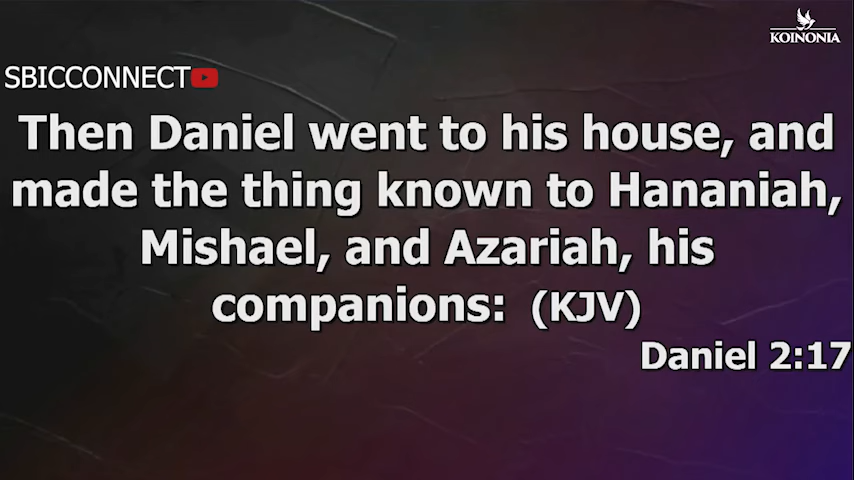 KOINONIA
SBICCONNECT
Then Daniel went to his house, and
made the thing known to Hananiah,
Mishael, and Azariah, his
companions: (KJV)
Daniel 2:17